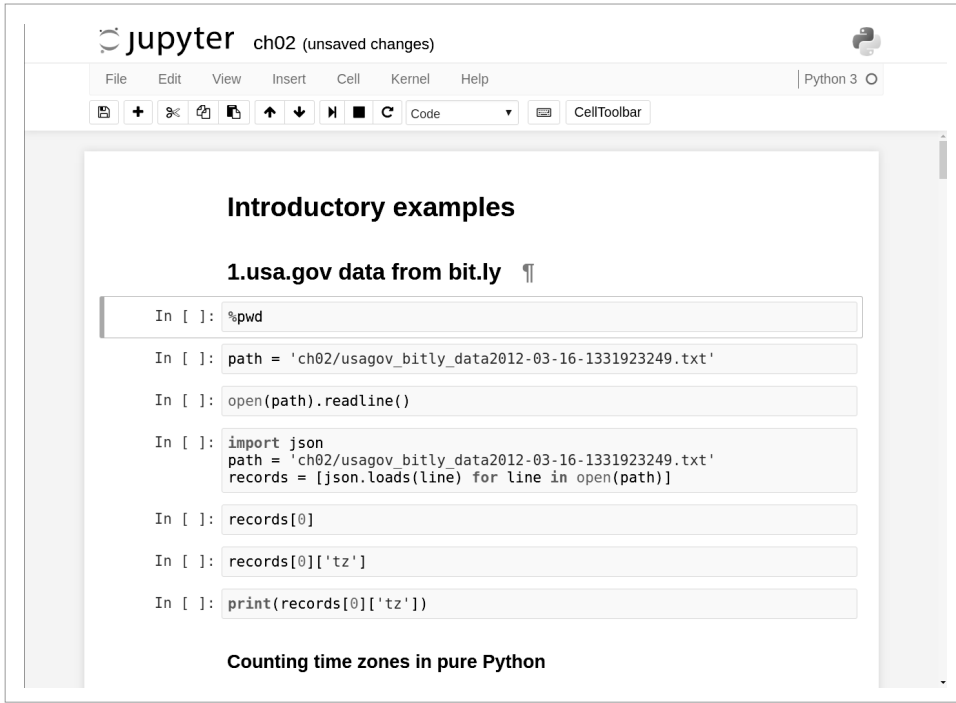 jupyter ch02 (unsaved changes)
File Edit View Insert Cell Kernel Help Python 3
Code CellToolbar
Introductory examples
1.usa.gov data from bit.ly ¶
In [ ]: %pwd
In [ ]: path = 'ch02/usagov_bitly_data2012-03-16-1331923249.txt'
In [ ]: open(path).readline()
In [ ]: import json
path = 'ch02/usagov_bitly_data2012-03-16-1331923249.txt'
records = [json.loads(line) for line in open(path)]
In [ ]: records[0]
In [ ]: records[0]['tz']
In [ ]: print(records[0]['tz'])
Counting time zones in pure Python